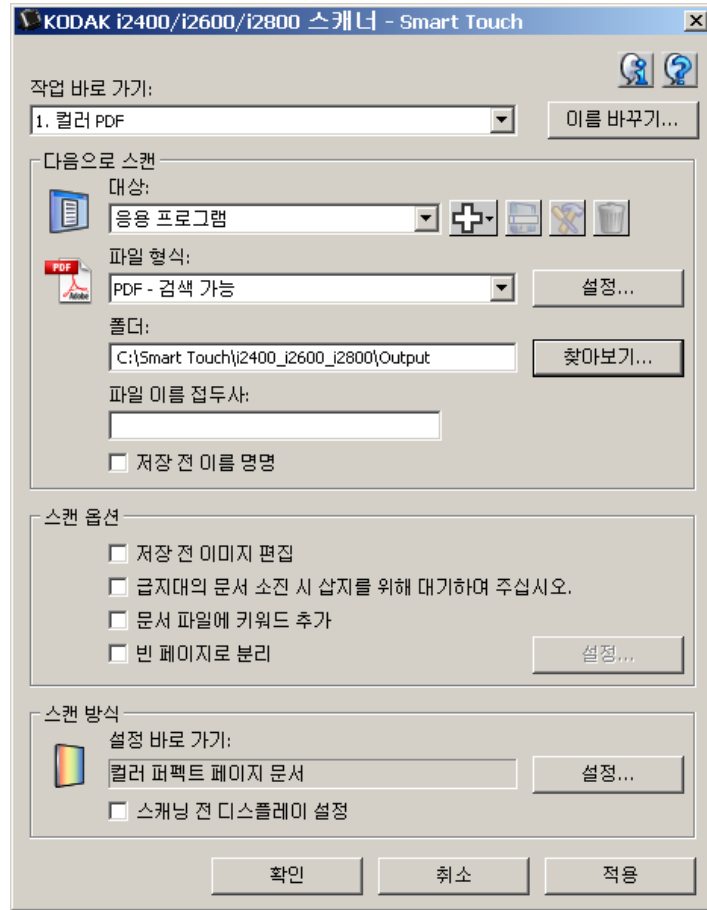 KODAK i2400/i2600/i2800 스캐너 - Smart Touch
작업 바로 가기:
1. 컬러 PDF
이름 바꾸기...
다음으로 스캔
대상:
응용 프로그램
파일 형식:
PDF
Adobe
PDF - 검색 가능
설정...
폴더:
C:\Smart Touch\i2400_i2600_i2800\Output
찾아보기...
파일 이름 접두사:
저장 전 이름 명명
스캔 옵션
저장 전 이미지 편집
급지대의 문서 소진 시 삽지를 위해 대기하여 주십시오.
문서 파일에 키워드 추가
빈 페이지로 분리
설정...
스캔 방식
설정 바로 가기:
컬러 퍼펙트 페이지 문서
설정...
스캐닝 전 디스플레이 설정
확인
취소
적용